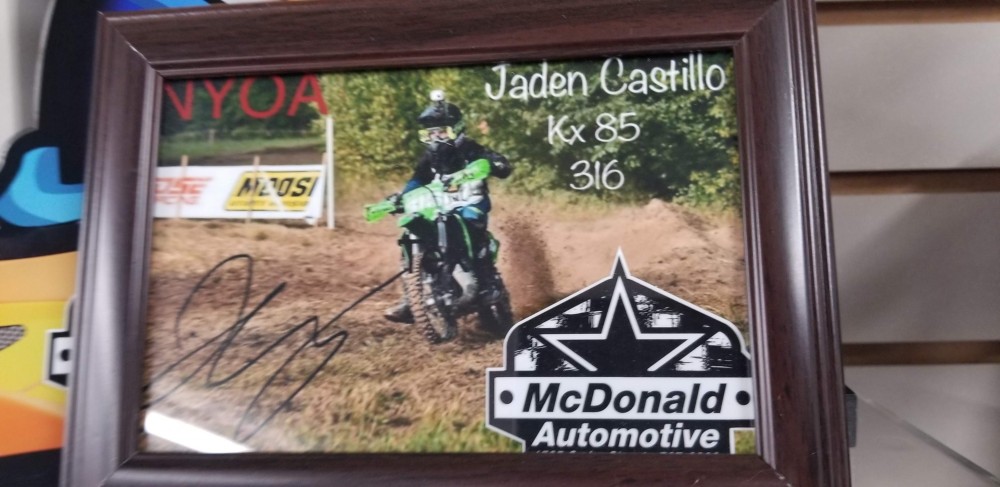 NYOA
Jaden Castillo
Kx 85
316
MOOSE
McDonald
Automotive